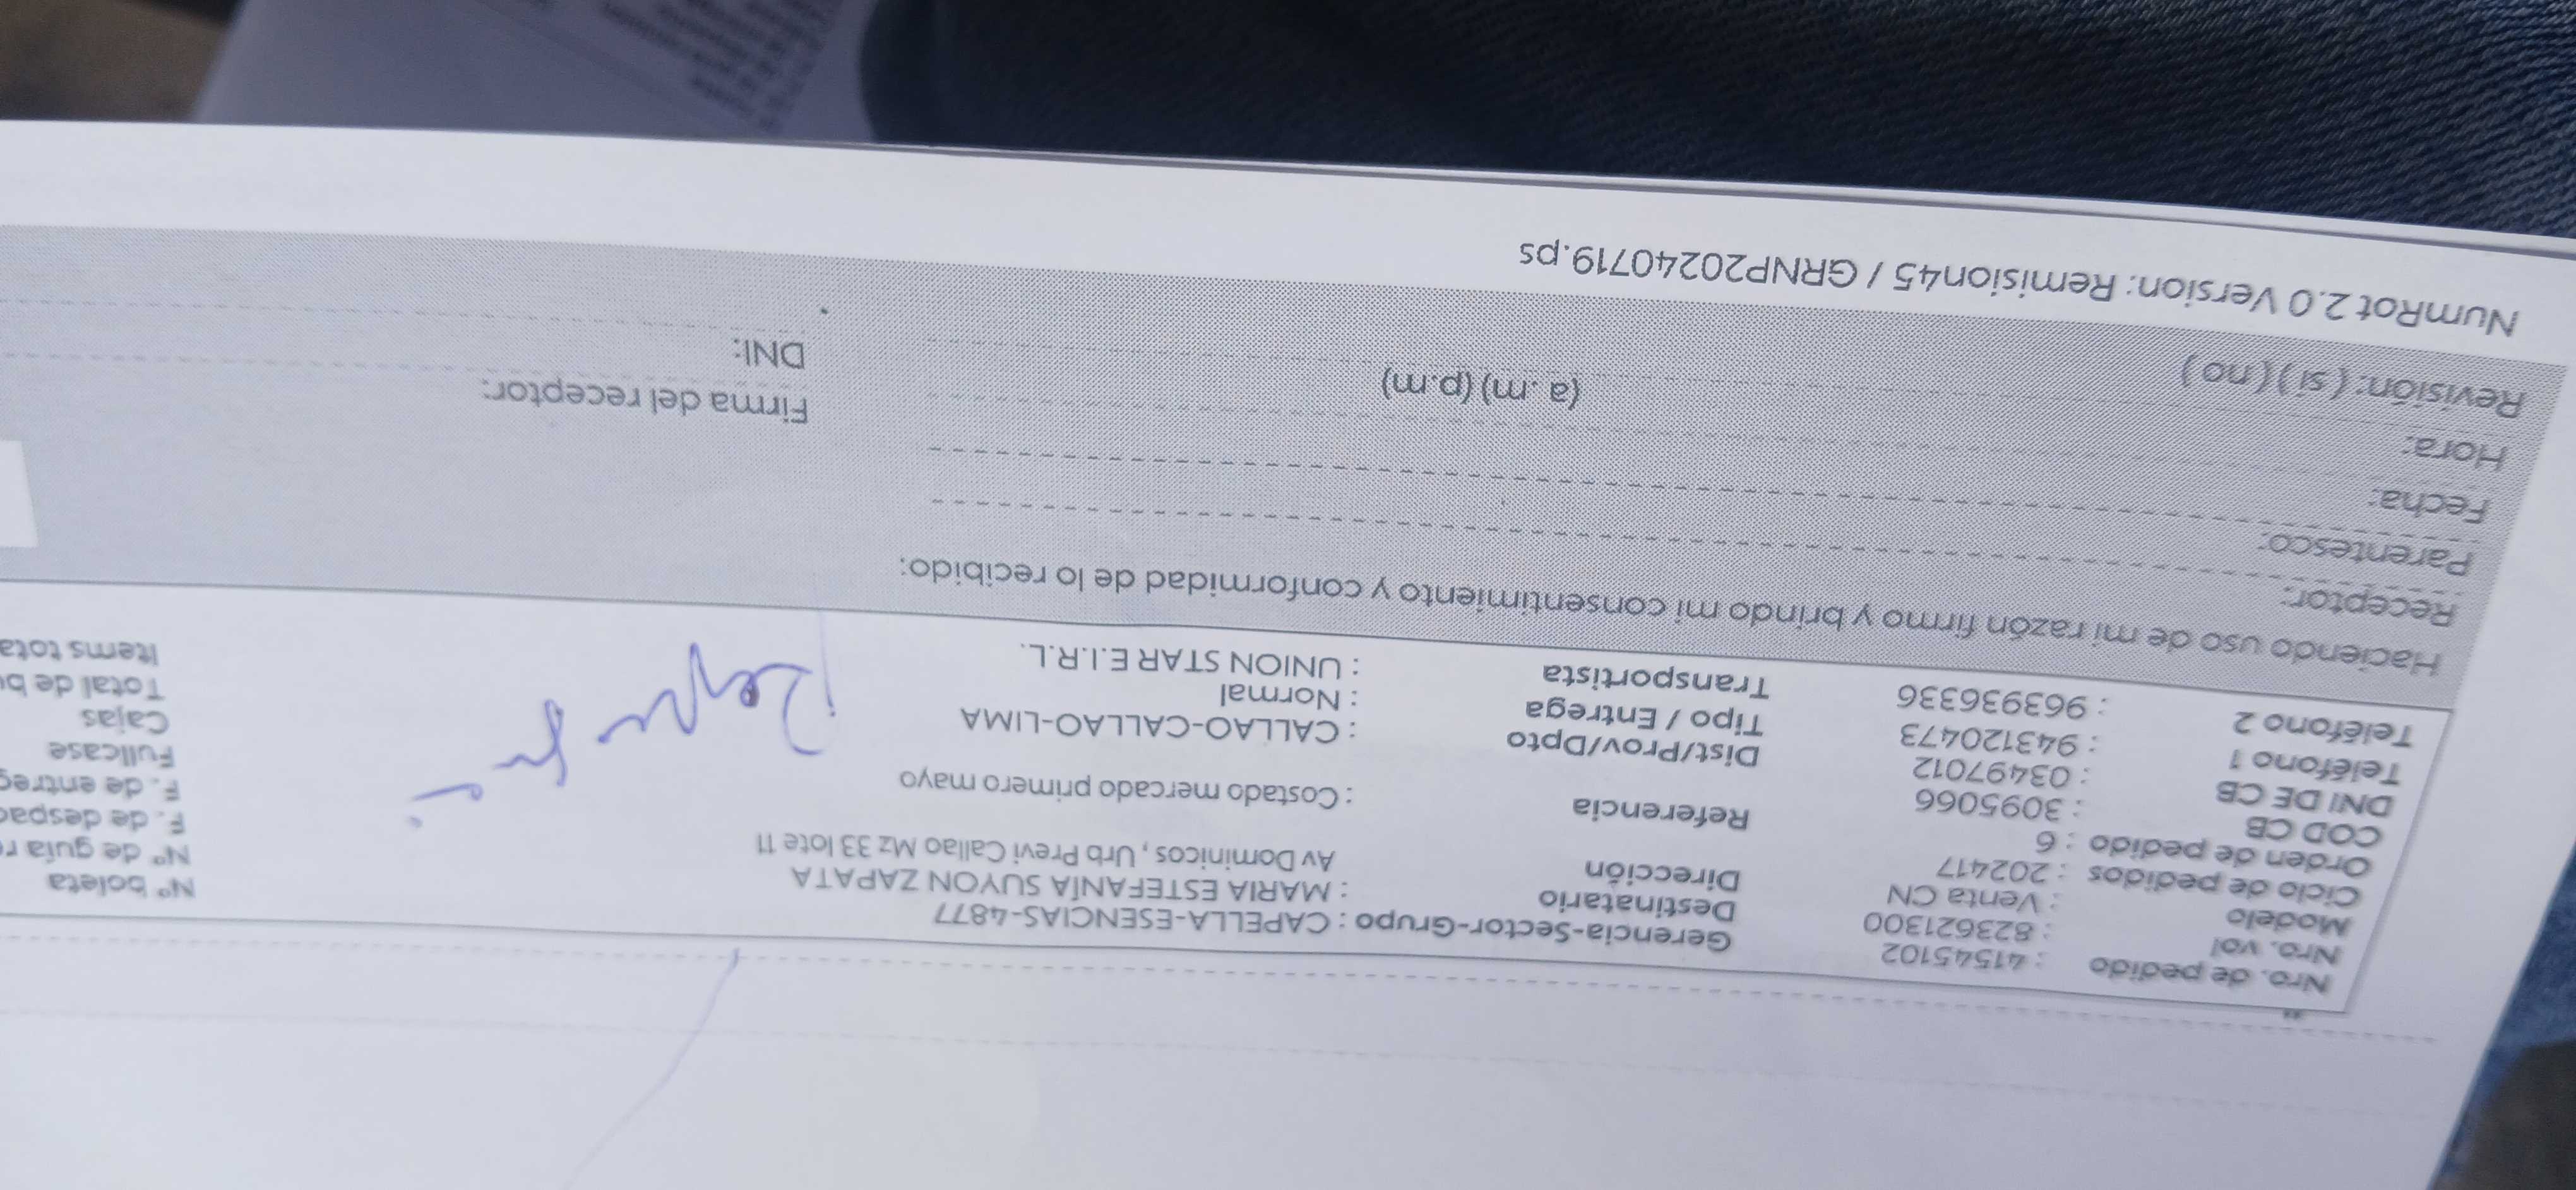 Nro. de pedido : 41545102
Nro. vol : 823621300
Modelo : Venta CN
Ciclo de pedidos : 202417
Orden de pedido : 6
COD CB : 3095066
DNI DE CB : 03497012
Teléfono 1 : 943120473
Teléfono 2 : 963936336
Gerencia-Sector-Grupo : CAPELLA-ESENCIAS-4877
Destinatario : MARIA ESTEFANÍA SUYON ZAPATA
Dirección Av Dominicos , Urb Previ Callao Mz 33 lote 11
Referencia : Costado mercado primero mayo
Dist/Prov/Dpto : CALLAO-CALLAO-LIMA
Tipo / Entrega : Normal
Transportista : UNION STAR E.I.R.L.
N° boleta
N° de guía r
F. de despac
F. de entreg
Fullcase
Cajas
Total de b
Items tota
Haciendo uso de mi razón firmo y brindo mi consentimiento y conformidad de lo recibido:
Receptor:
Parentesco:
Fecha:
Hora: (a .m) (p.m)
Revisión: ( si ) ( no )
Firma del receptor:
DNI:
NumRot 2.0 Version: Remision45 / GRNP20240719.ps